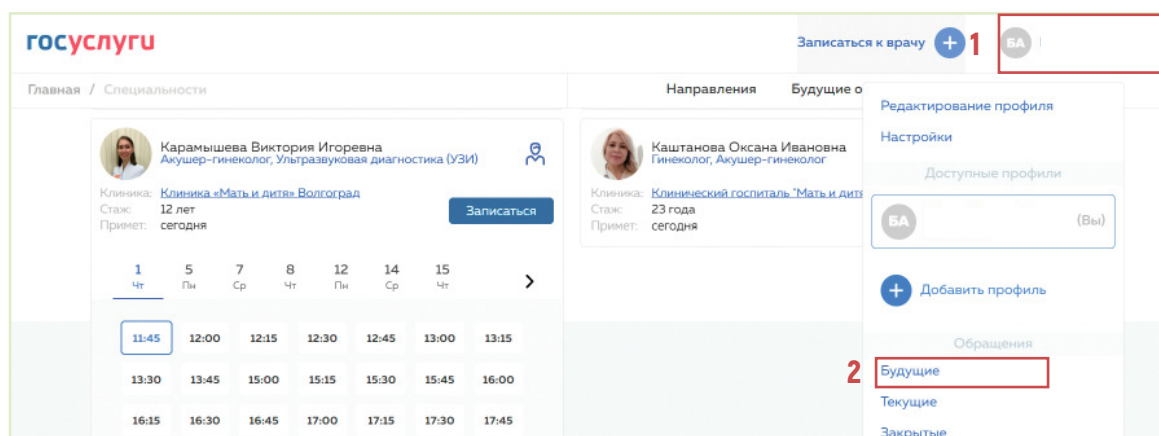 госуслуги
Записаться к врачу + 1 БА
Главная / Специальности
Направления Будущие о
Карамышева Виктория Игоревна
Акушер-гинеколог, Ультразвуковая диагностика (УЗИ)
Клиника: Клиника «Мать и дитя» Волгоград
Стаж: 12 лет
Примет: сегодня
Записаться
1 5 7 8 12 14 15
Чт Пн Ср Чт Пн Ср Чт
11:45 12:00 12:15 12:30 12:45 13:00 13:15
13:30 13:45 15:00 15:15 15:30 15:45 16:00
16:15 16:30 16:45 17:00 17:15 17:30 17:45
Каштанова Оксана Ивановна
Гинеколог, Акушер-гинеколог
Клиника: Клинический госпиталь "Мать и дитя
Стаж: 23 года
Примет: сегодня
Редактирование профиля
Настройки
Доступные профили
БА (Вы)
+ Добавить профиль
Обращения
2 Будущие
Текущие
Закрытые